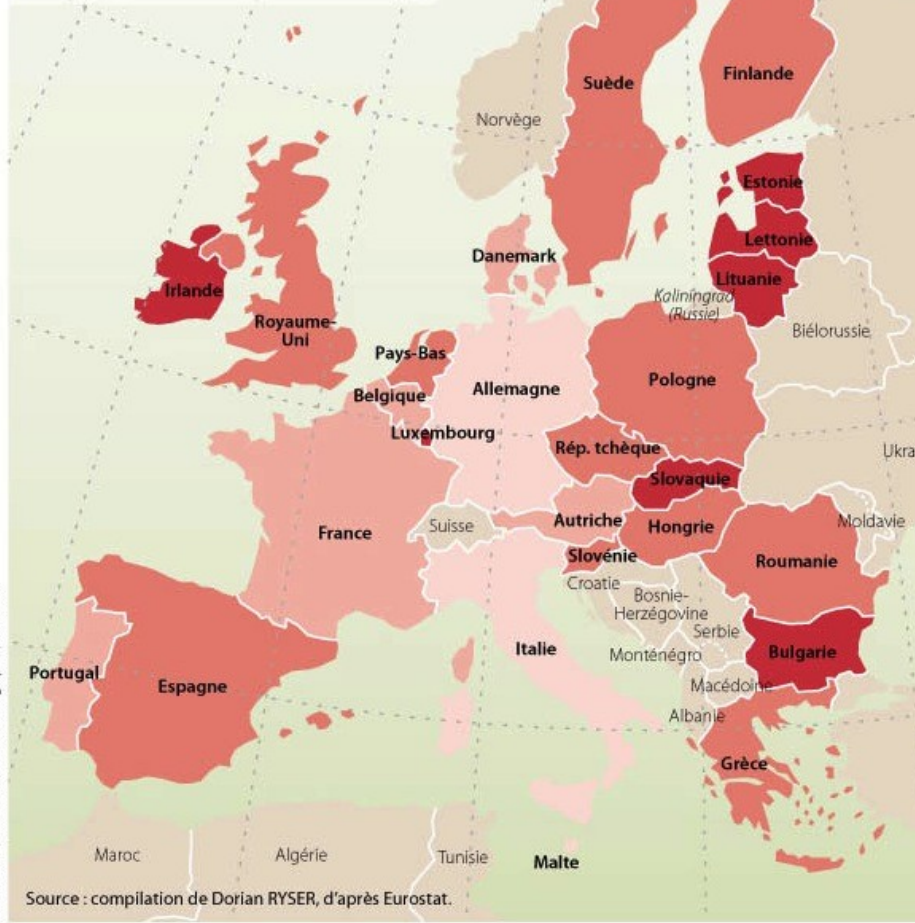 Suède
Finlande
Norvège
Estonie
Lettonie
Danemark
Lituanie
Irlande
Kaliningrad
(Russie)
Royaume-
Uni
Biélorussie
Pays-Bas
Pologne
Allemagne
Belgique
Luxembourg
Rép. tchèque
Ukra
Slovaquie
Autriche
Hongrie
Moldavie
Suisse
France
Slovénie
Roumanie
Croatie
Bosnie-
Herzégovine
Serbie
Italie
Bulgarie
Monténégro
Portugal
Espagne
Macédoine
Albanie
Grèce
Maroc
Algérie
Tunisie
Malte
Source : compilation de Dorian RYSER, d'après Eurostat.